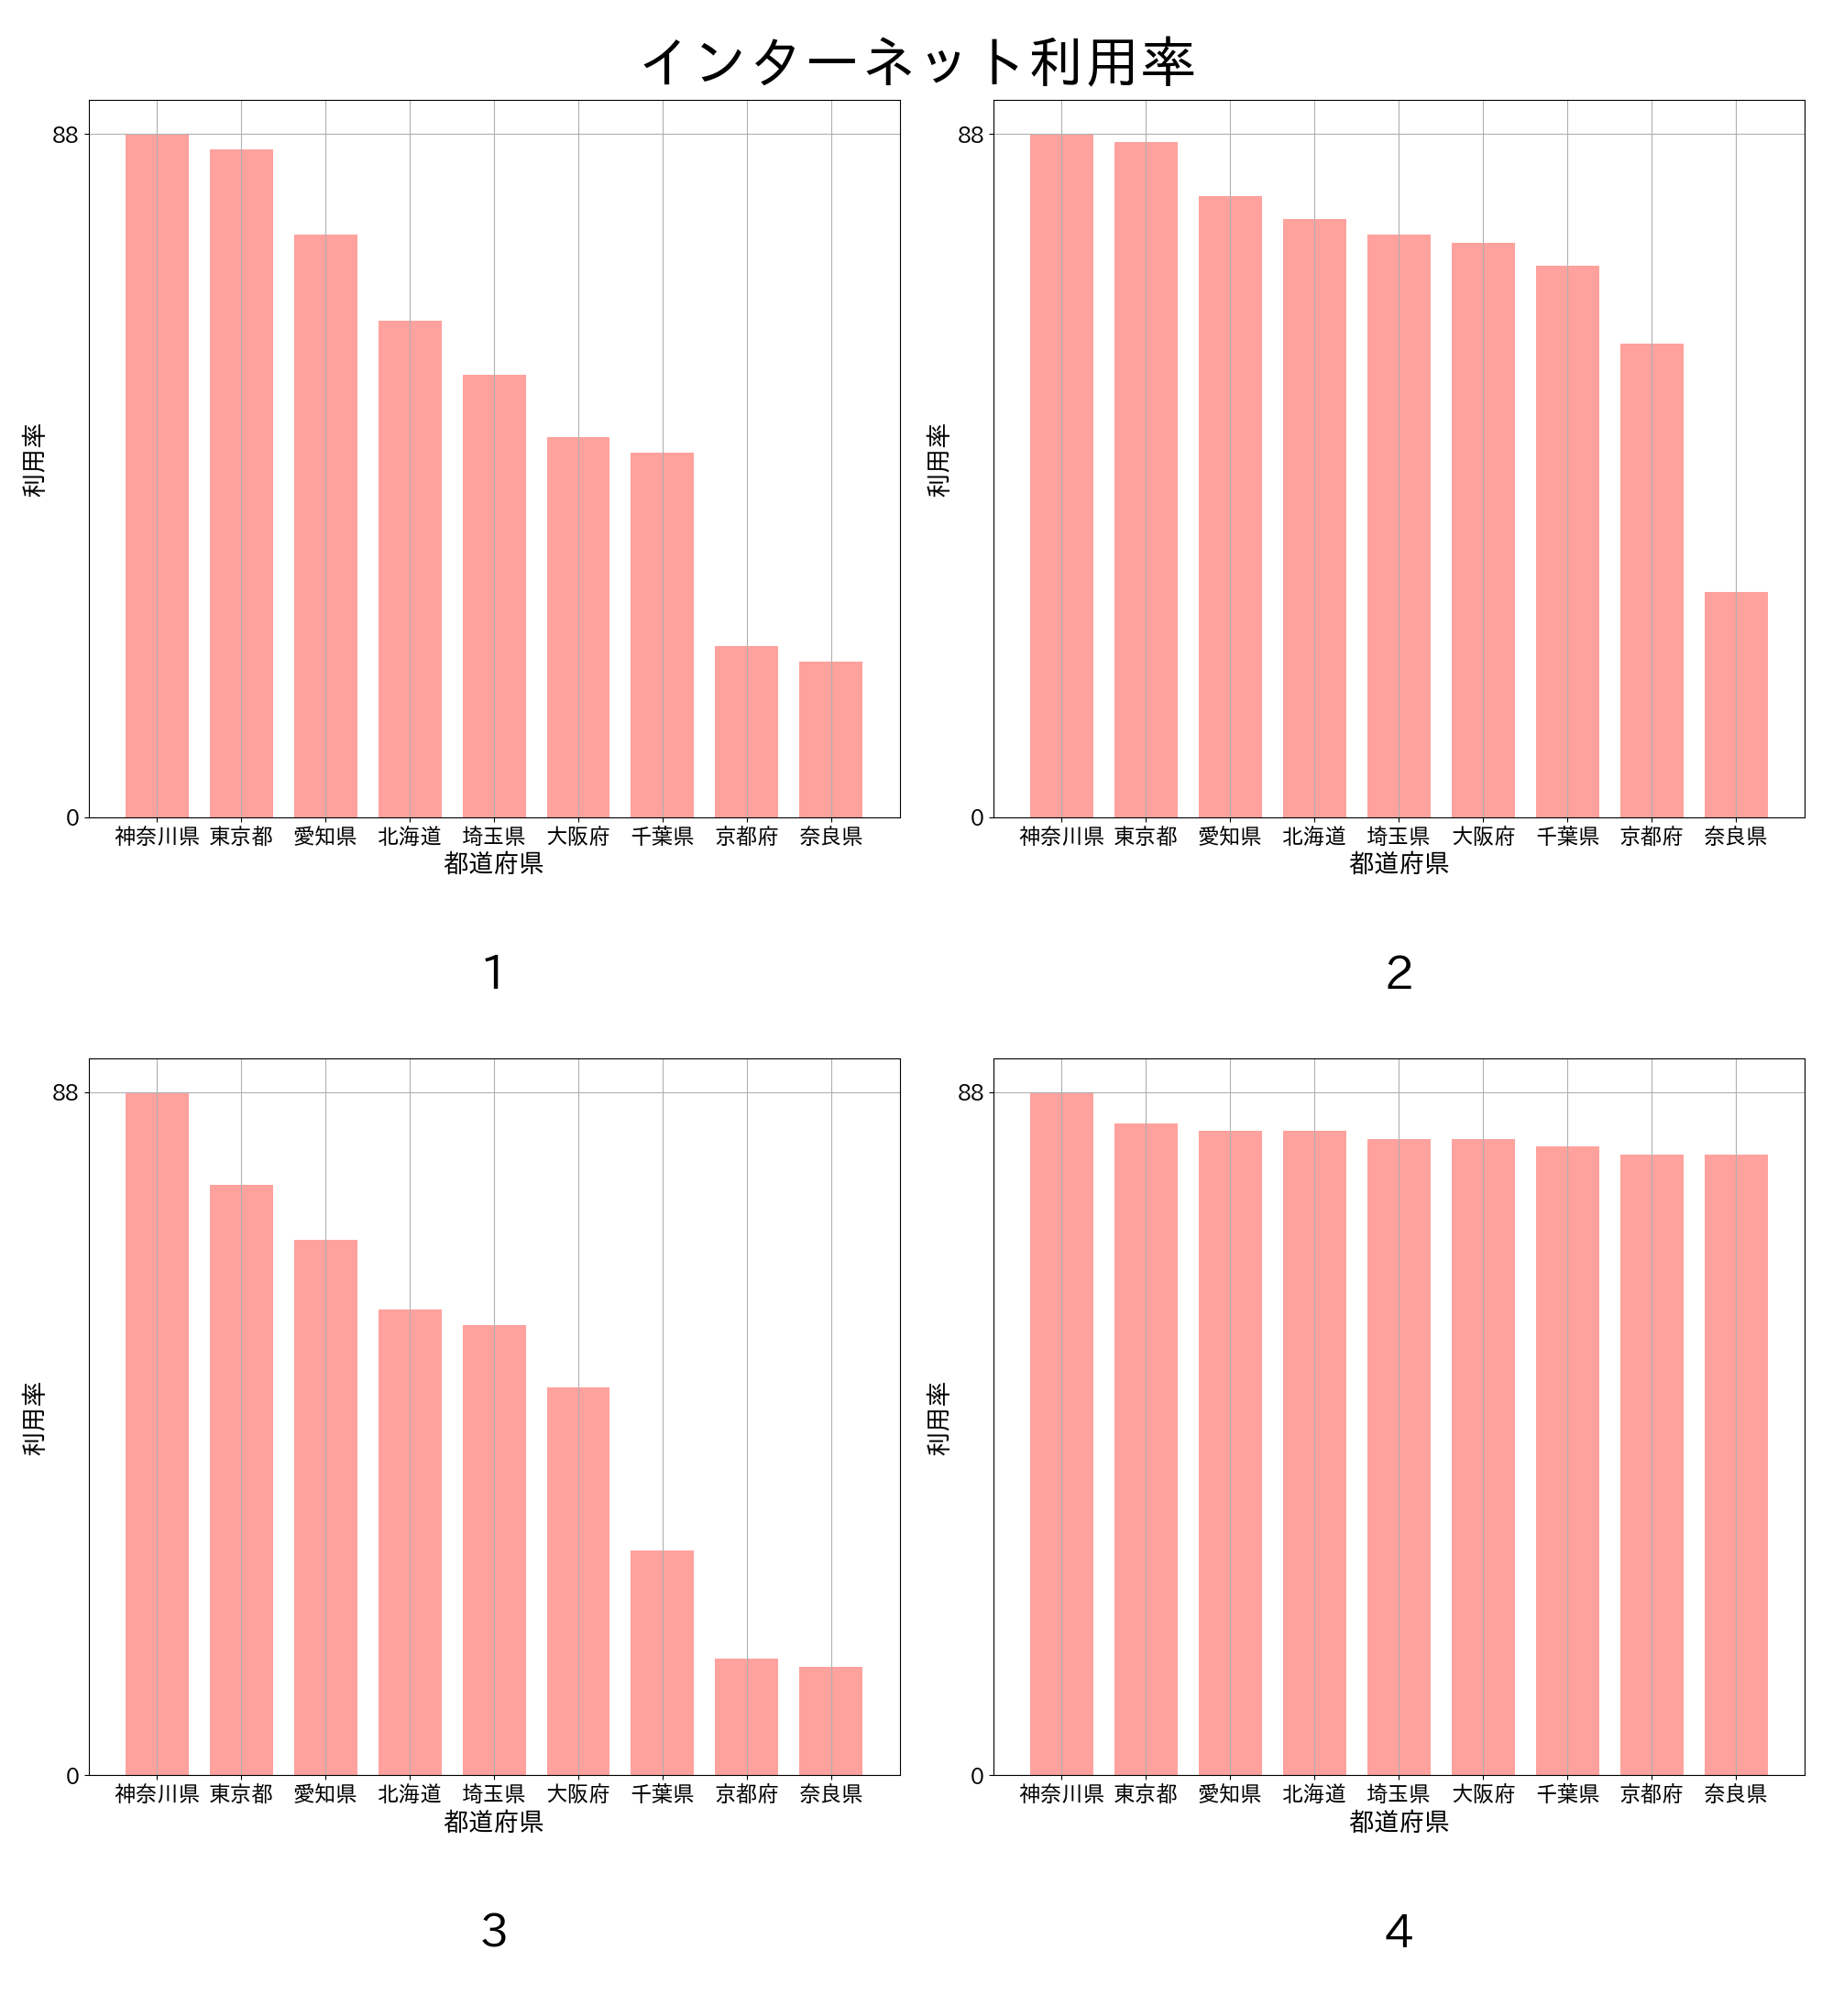 インターネット利用率
88
0
利用率
神奈川県 東京都 愛知県 北海道 埼玉県 大阪府 千葉県 京都府 奈良県
都道府県
1
88
0
利用率
神奈川県 東京都 愛知県 北海道 埼玉県 大阪府 千葉県 京都府 奈良県
都道府県
2
88
0
利用率
神奈川県 東京都 愛知県 北海道 埼玉県 大阪府 千葉県 京都府 奈良県
都道府県
3
88
0
利用率
神奈川県 東京都 愛知県 北海道 埼玉県 大阪府 千葉県 京都府 奈良県
都道府県
4